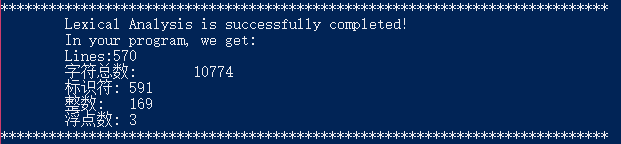 ****************************************************************************
Lexical Analysis is successfully completed!
In your program, we get:
Lines:570
字符总数: 10774
标识符: 591
整数: 169
浮点数: 3
****************************************************************************